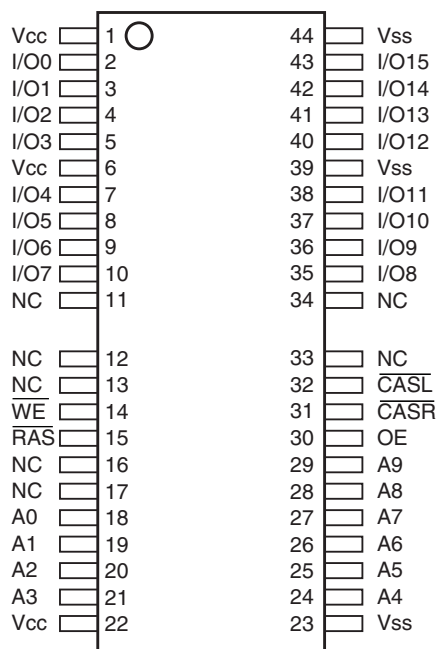 Vcc 1 44 Vss
I/O0 2 43 I/O15
I/O1 3 42 I/O14
I/O2 4 41 I/O13
I/O3 5 40 I/O12
Vcc 6 39 Vss
I/O4 7 38 I/O11
I/O5 8 37 I/O10
I/O6 9 36 I/O9
I/O7 10 35 I/O8
NC 11 34 NC
NC 12 33 NC
NC 13 32 C̅A̅S̅L̅
W̅E̅ 14 31 C̅A̅S̅R̅
R̅A̅S̅ 15 30 OE
NC 16 29 A9
NC 17 28 A8
A0 18 27 A7
A1 19 26 A6
A2 20 25 A5
A3 21 24 A4
Vcc 22 23 Vss